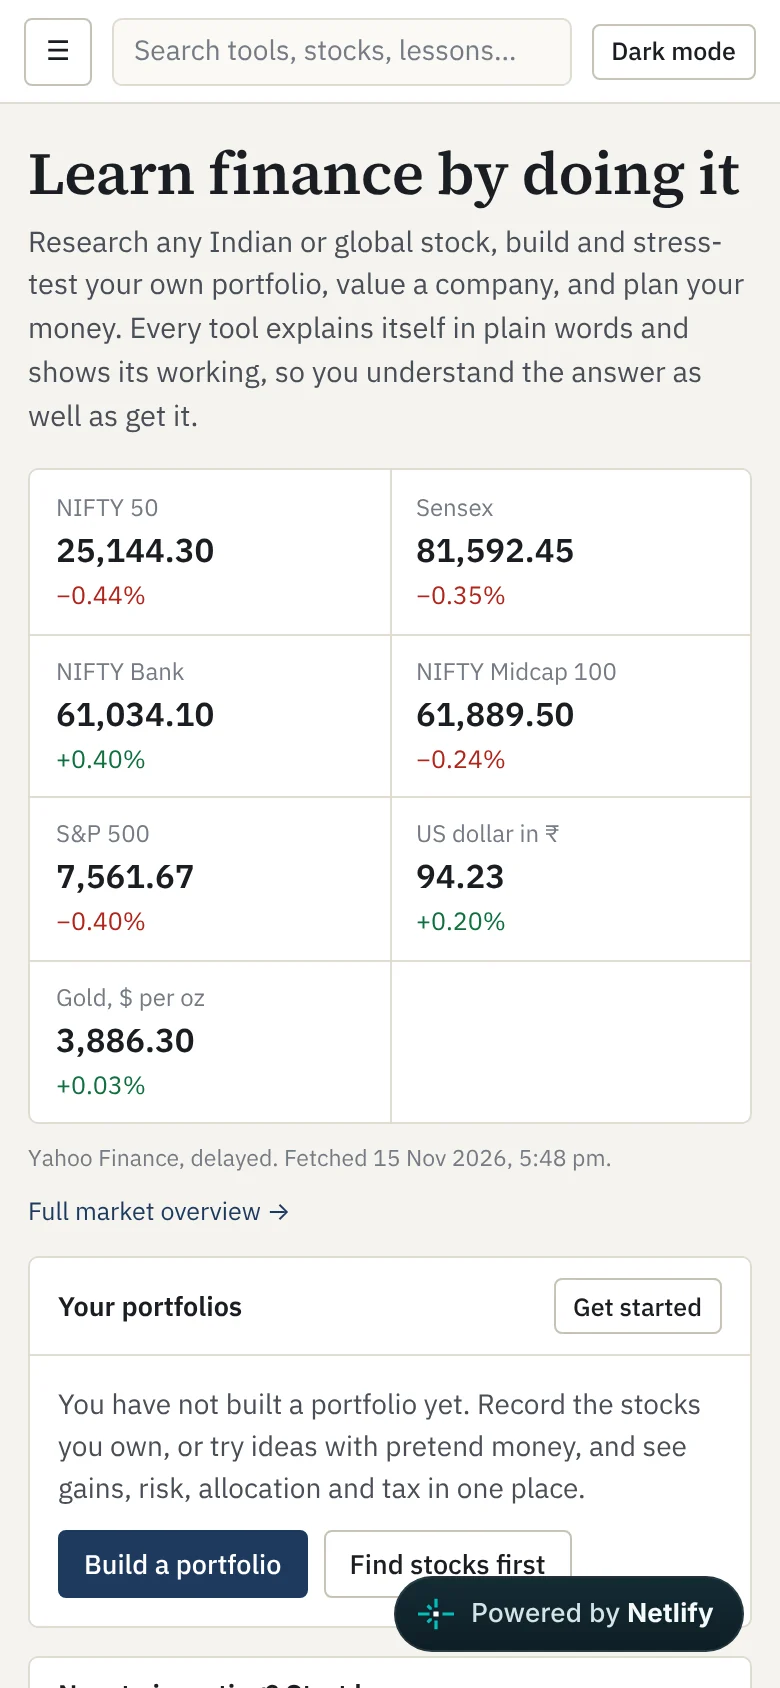 ☰ Search tools, stocks, lessons... Dark mode
Learn finance by doing it
Research any Indian or global stock, build and stress-
test your own portfolio, value a company, and plan your
money. Every tool explains itself in plain words and
shows its working, so you understand the answer as
well as get it.
NIFTY 50
25,144.30
−0.44%
Sensex
81,592.45
−0.35%
NIFTY Bank
61,034.10
+0.40%
NIFTY Midcap 100
61,889.50
−0.24%
S&P 500
7,561.67
−0.40%
US dollar in ₹
94.23
+0.20%
Gold, $ per oz
3,886.30
+0.03%
Yahoo Finance, delayed. Fetched 15 Nov 2026, 5:48 pm.
Full market overview →
Your portfolios
Get started
You have not built a portfolio yet. Record the stocks
you own, or try ideas with pretend money, and see
gains, risk, allocation and tax in one place.
Build a portfolio
Find stocks first
Powered by Netlify